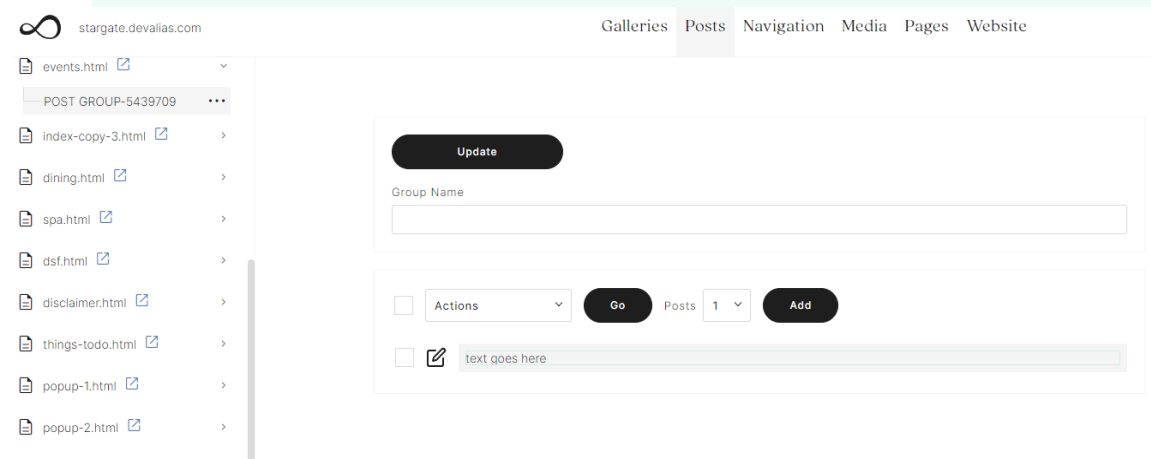 stargate.devalias.com
Galleries Posts Navigation Media Pages Website
events.html
POST GROUP-5439709
index-copy-3.html
dining.html
spa.html
dsf.html
disclaimer.html
things-todo.html
popup-1.html
popup-2.html
Update
Group Name
Actions Go Posts 1 Add
text goes here